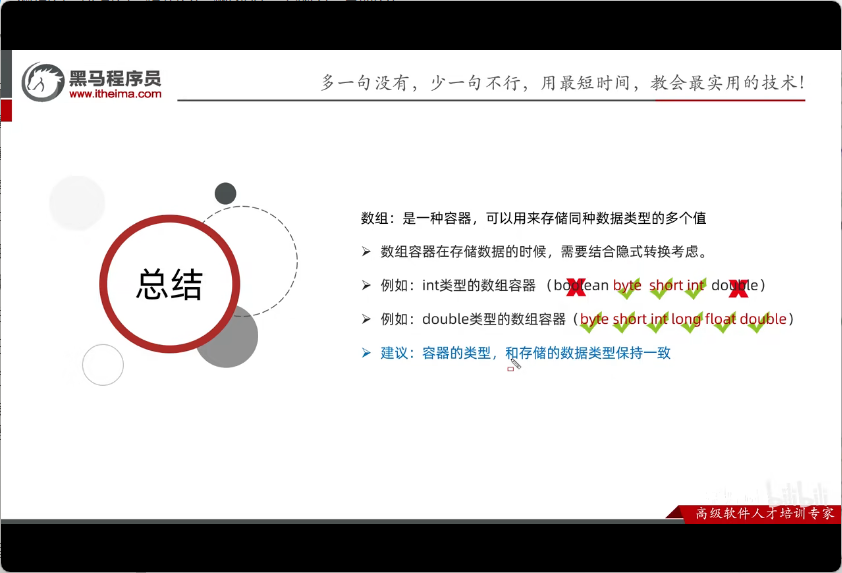 黑马程序员
www.itheima.com
多一句没有，少一句不行，用最短时间，教会最实用的技术！
总结
数组：是一种容器，可以用来存储同种数据类型的多个值
➢ 数组容器在存储数据的时候，需要结合隐式转换考虑。
➢ 例如：int类型的数组容器（boolean byte short int double）
➢ 例如：double类型的数组容器（byte short int long float double）
➢ 建议：容器的类型，和存储的数据类型保持一致
bilibili
高级软件人才培训专家